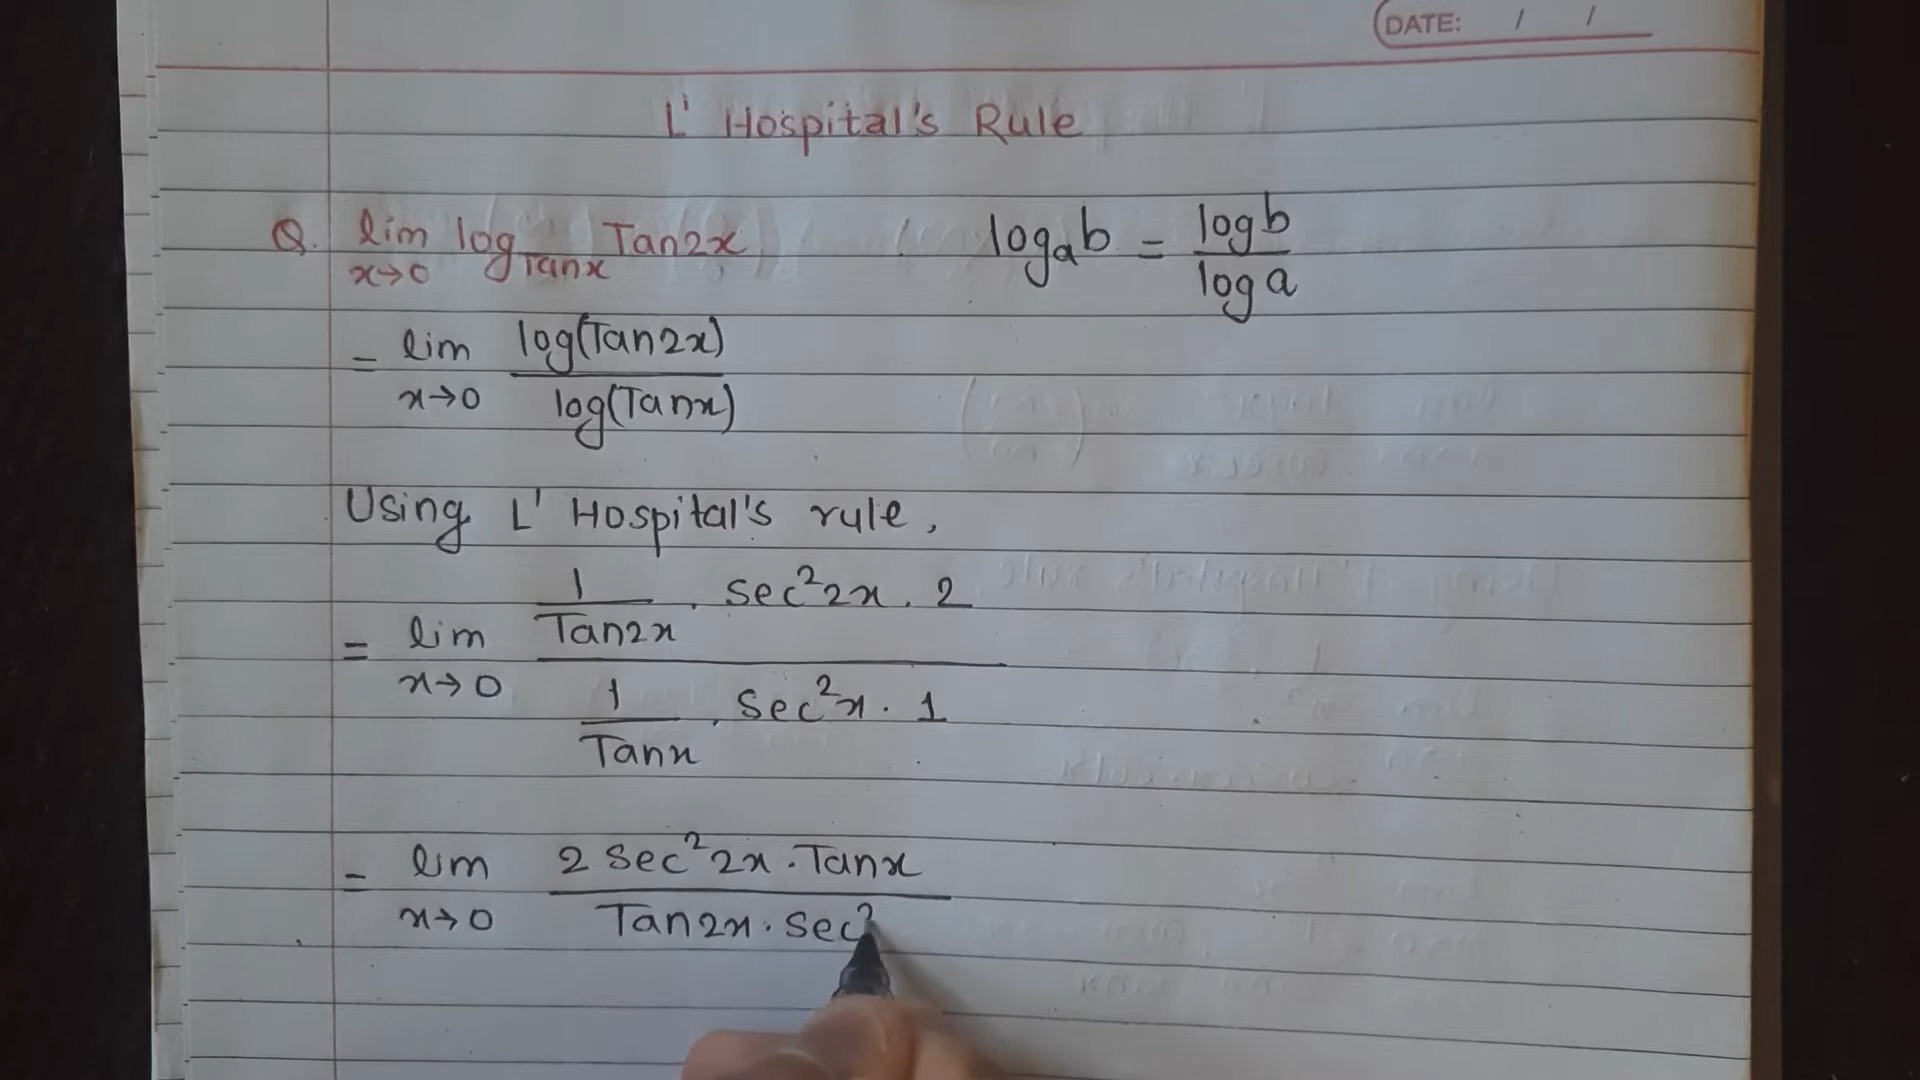 DATE: / /
L' Hospital's Rule
Q. lim x→0 log_Tanx Tan2x
log_a b = log b / log a
= lim x→0 log(Tan2x) / log(Tanx)
Using L' Hospital's rule,
= lim x→0 (1/Tan2x . sec²2x . 2) / (1/Tanx . sec²x . 1)
= lim x→0 2 sec²2x . Tanx / Tan2x . sec²